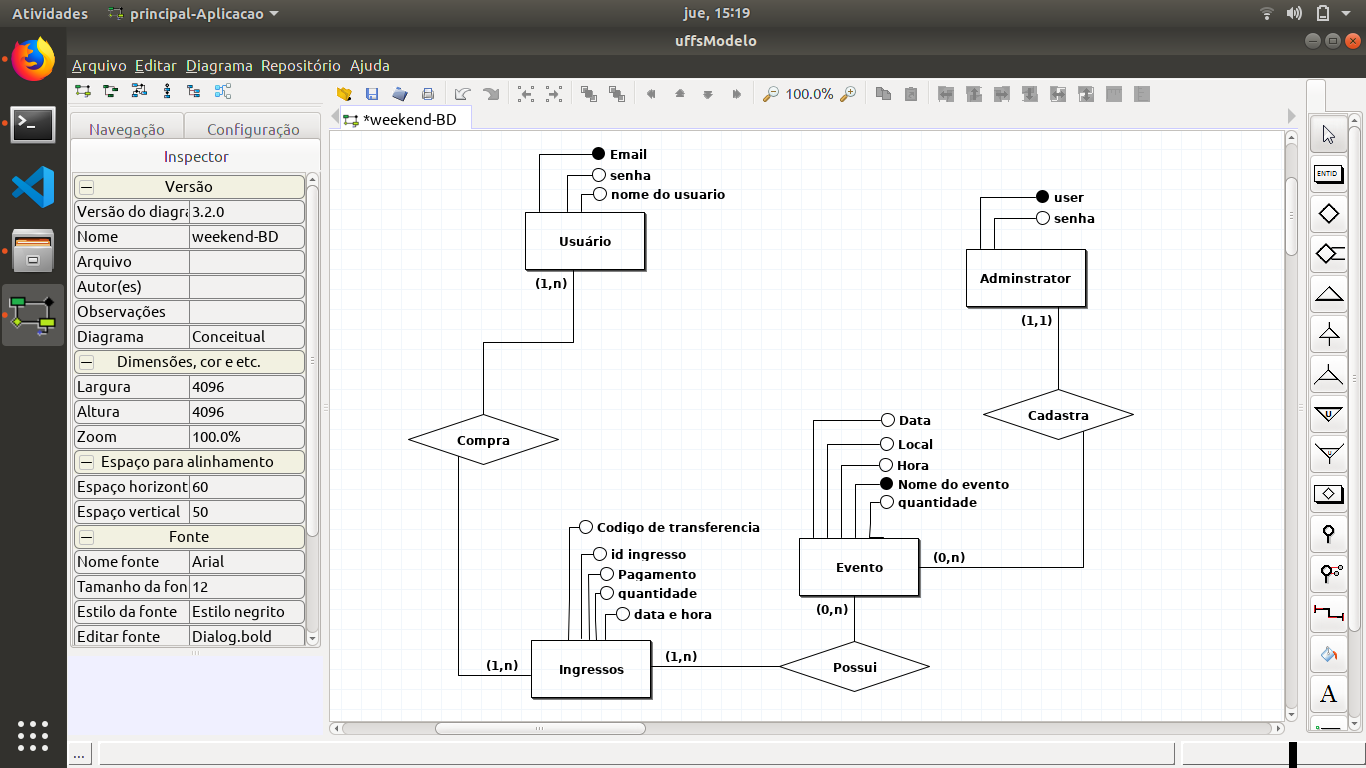 Atividades principal-Aplicacao jue, 15:19
uffsModelo
Arquivo Editar Diagrama Repositório Ajuda
100.0%
*weekend-BD
Navegação Configuração
Inspector
Versão
Versão do diagra 3.2.0
Nome weekend-BD
Arquivo
Autor(es)
Observações
Diagrama Conceitual
Dimensões, cor e etc.
Largura 4096
Altura 4096
Zoom 100.0%
Espaço para alinhamento
Espaço horizont 60
Espaço vertical 50
Fonte
Nome fonte Arial
Tamanho da fon 12
Estilo da fonte Estilo negrito
Editar fonte Dialog.bold
...
Email
senha
nome do usuario
Usuário
(1,n)
user
senha
Adminstrator
(1,1)
Compra
Cadastra
Data
Local
Hora
Nome do evento
quantidade
Evento
(0,n)
(0,n)
Codigo de transferencia
id ingresso
Pagamento
quantidade
data e hora
Ingressos
(1,n)
(1,n)
Possui
ENTID
U
A
E